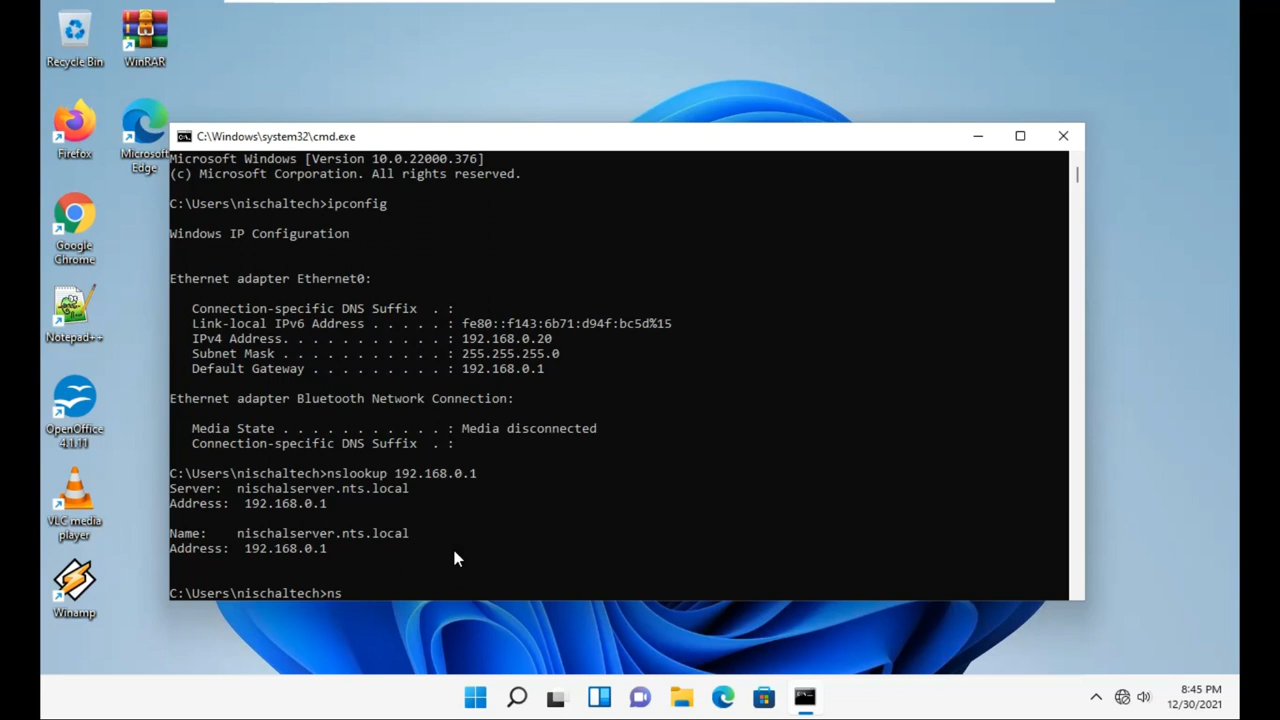 Recycle Bin
WinRAR
Firefox
Microsoft
Edge
Google
Chrome
Notepad++
OpenOffice
4.1.11
VLC media
player
Winamp
C:\Windows\system32\cmd.exe
Microsoft Windows [Version 10.0.22000.376]
(c) Microsoft Corporation. All rights reserved.
C:\Users\nischaltech>ipconfig
Windows IP Configuration
Ethernet adapter Ethernet0:
Connection-specific DNS Suffix  . :
Link-local IPv6 Address . . . . . : fe80::f143:6b71:d94f:bc5d%15
IPv4 Address. . . . . . . . . . . : 192.168.0.20
Subnet Mask . . . . . . . . . . . : 255.255.255.0
Default Gateway . . . . . . . . . : 192.168.0.1
Ethernet adapter Bluetooth Network Connection:
Media State . . . . . . . . . . . : Media disconnected
Connection-specific DNS Suffix  . :
C:\Users\nischaltech>nslookup 192.168.0.1
Server:  nischalserver.nts.local
Address:  192.168.0.1
Name:    nischalserver.nts.local
Address:  192.168.0.1
C:\Users\nischaltech>ns
8:45 PM
12/30/2021